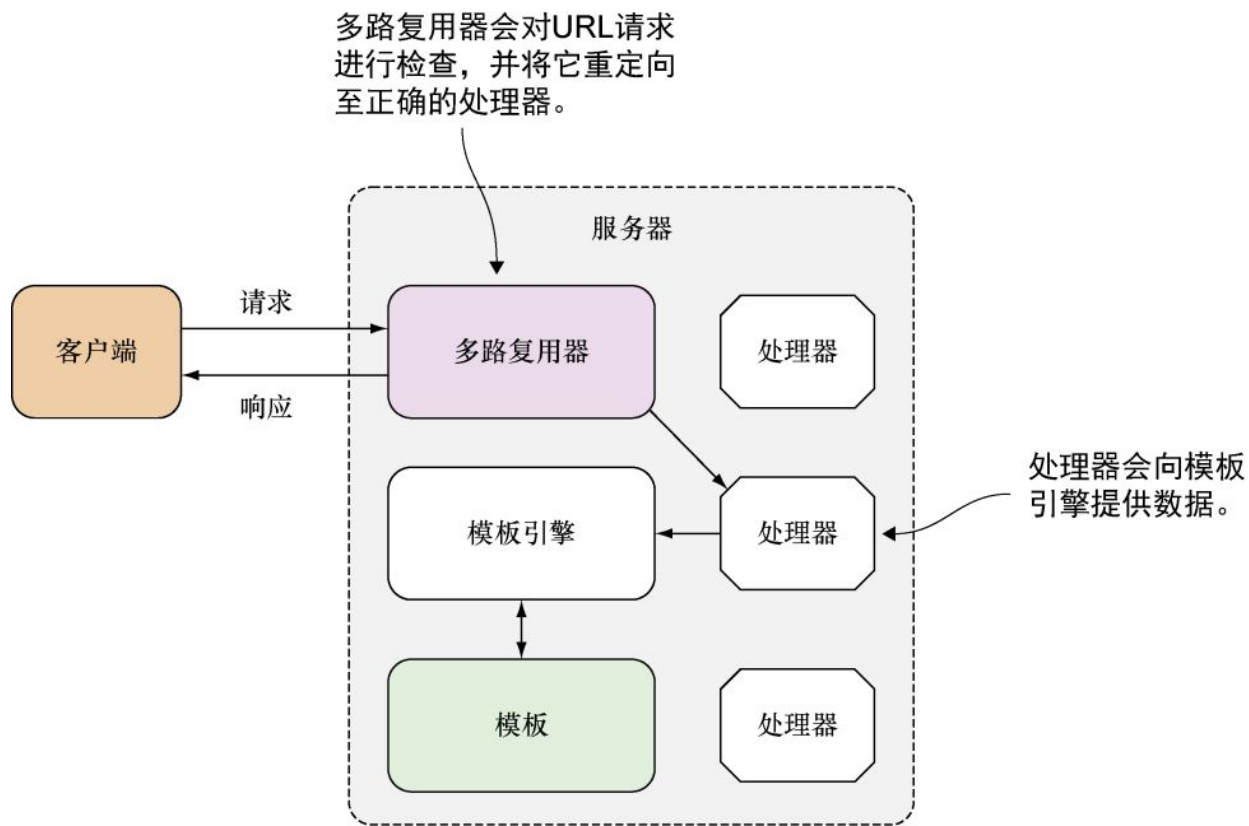 多路复用器会对URL请求
进行检查，并将它重定向
至正确的处理器。
服务器
客户端
请求
响应
多路复用器
处理器
模板引擎
处理器
处理器会向模板
引擎提供数据。
模板
处理器